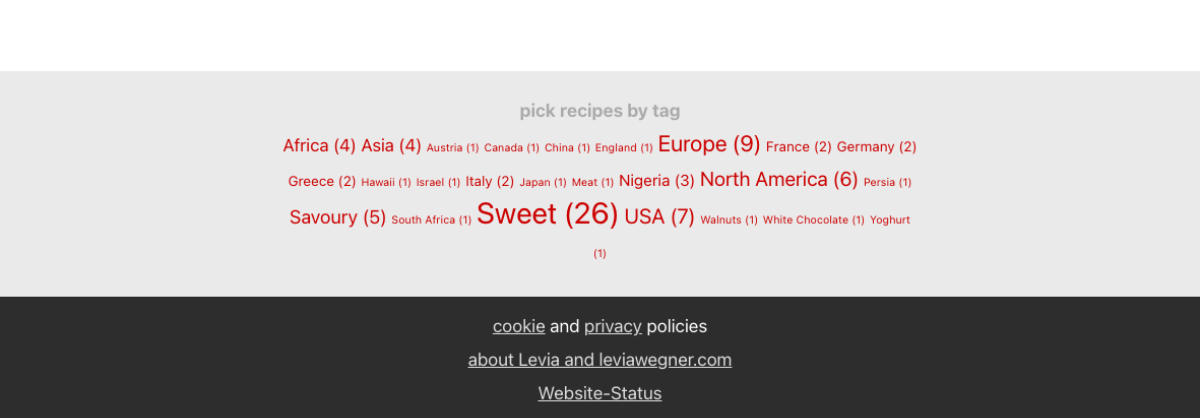 pick recipes by tag
Africa (4) Asia (4) Austria (1) Canada (1) China (1) England (1) Europe (9) France (2) Germany (2)
Greece (2) Hawaii (1) Israel (1) Italy (2) Japan (1) Meat (1) Nigeria (3) North America (6) Persia (1)
Savoury (5) South Africa (1) Sweet (26) USA (7) Walnuts (1) White Chocolate (1) Yoghurt
(1)
cookie and privacy policies
about Levia and leviawegner.com
Website-Status